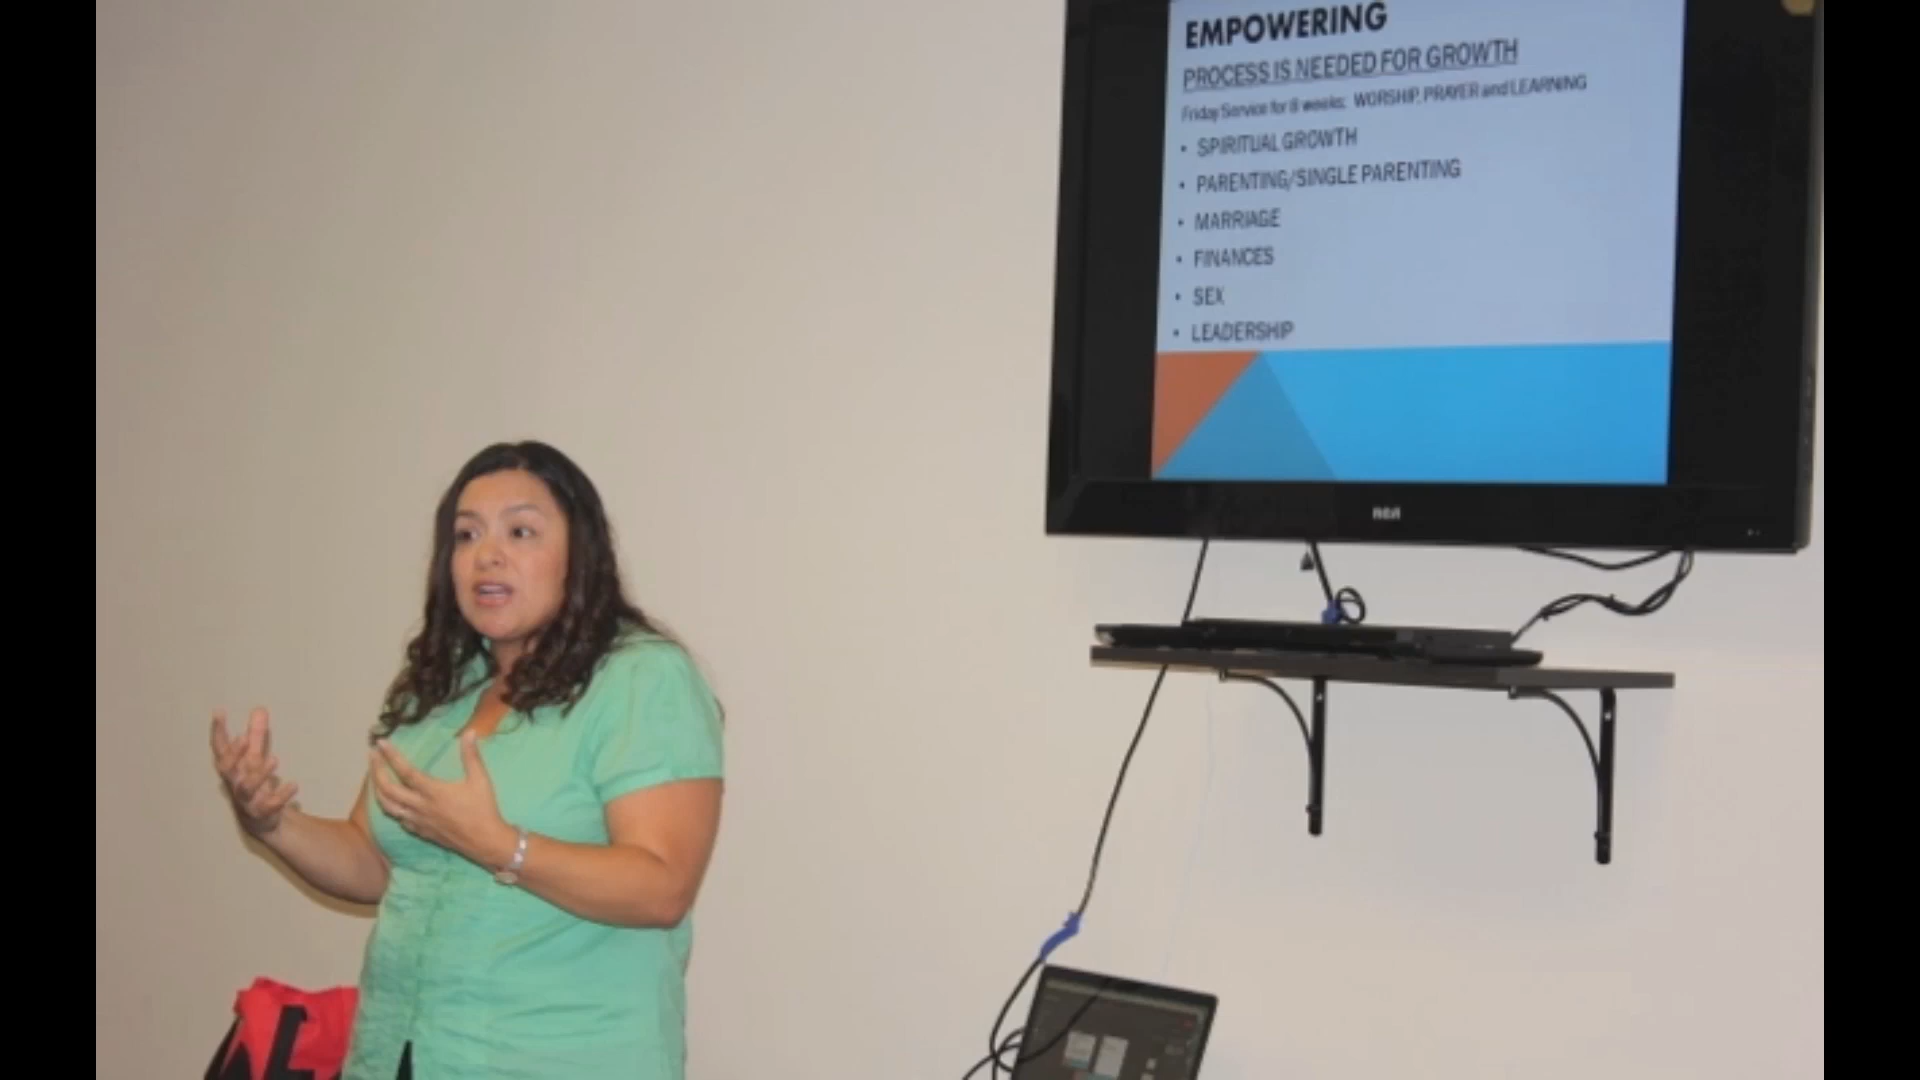 EMPOWERING
PROCESS IS NEEDED FOR GROWTH
Friday Service for 8 weeks: WORSHIP, PRAYER and LEARNING
• SPIRITUAL GROWTH
• PARENTING/SINGLE PARENTING
• MARRIAGE
• FINANCES
• SEX
• LEADERSHIP
RCA